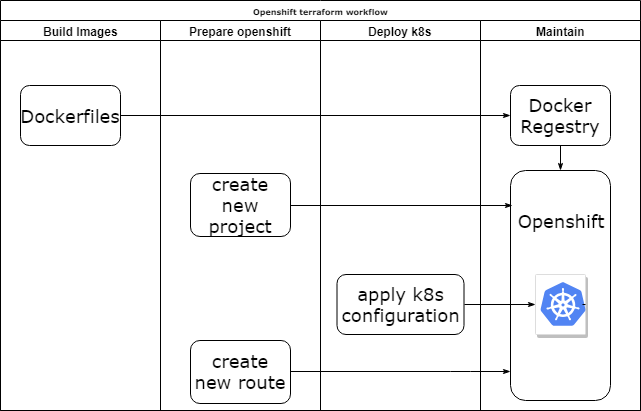 Openshift terraform workflow
Build Images
Prepare openshift
Deploy k8s
Maintain
Dockerfiles
Docker
Regestry
create
new
project
Openshift
apply k8s
configuration
create
new route